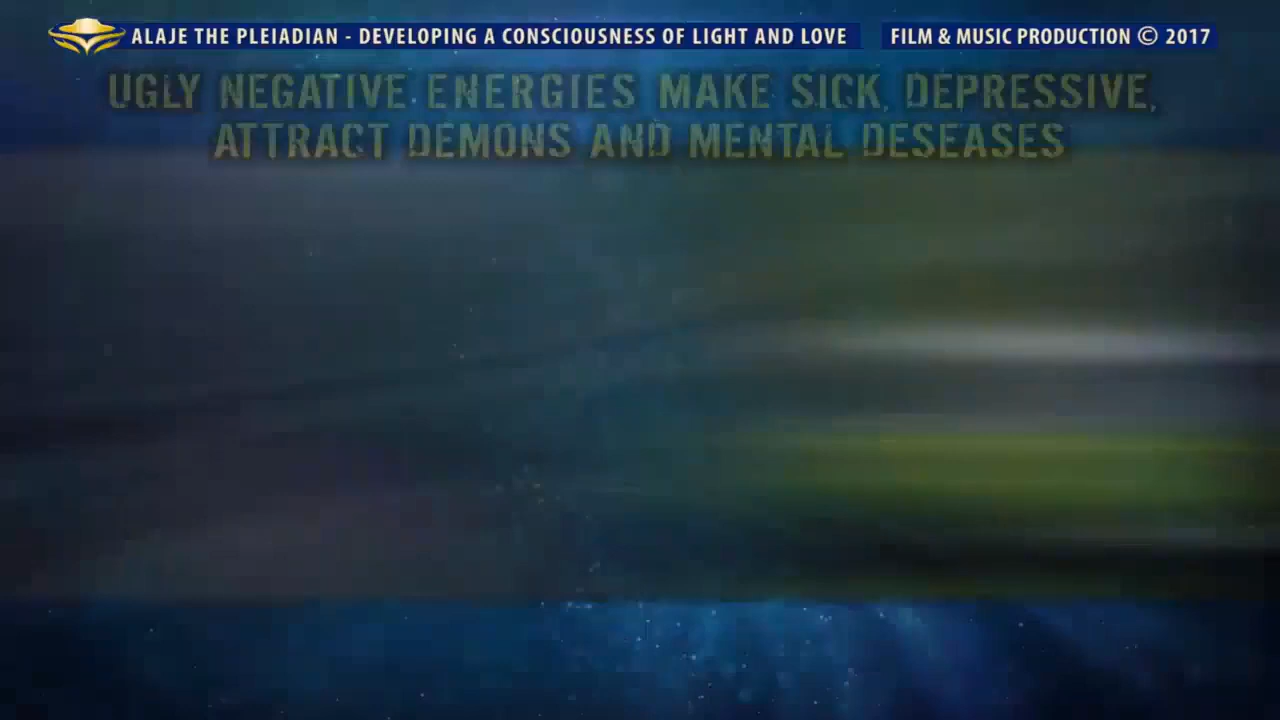 ALAJE THE PLEIADIAN - DEVELOPING A CONSCIOUSNESS OF LIGHT AND LOVE FILM & MUSIC PRODUCTION © 2017
UGLY NEGATIVE ENERGIES MAKE SICK, DEPRESSIVE,
ATTRACT DEMONS AND MENTAL DESEASES